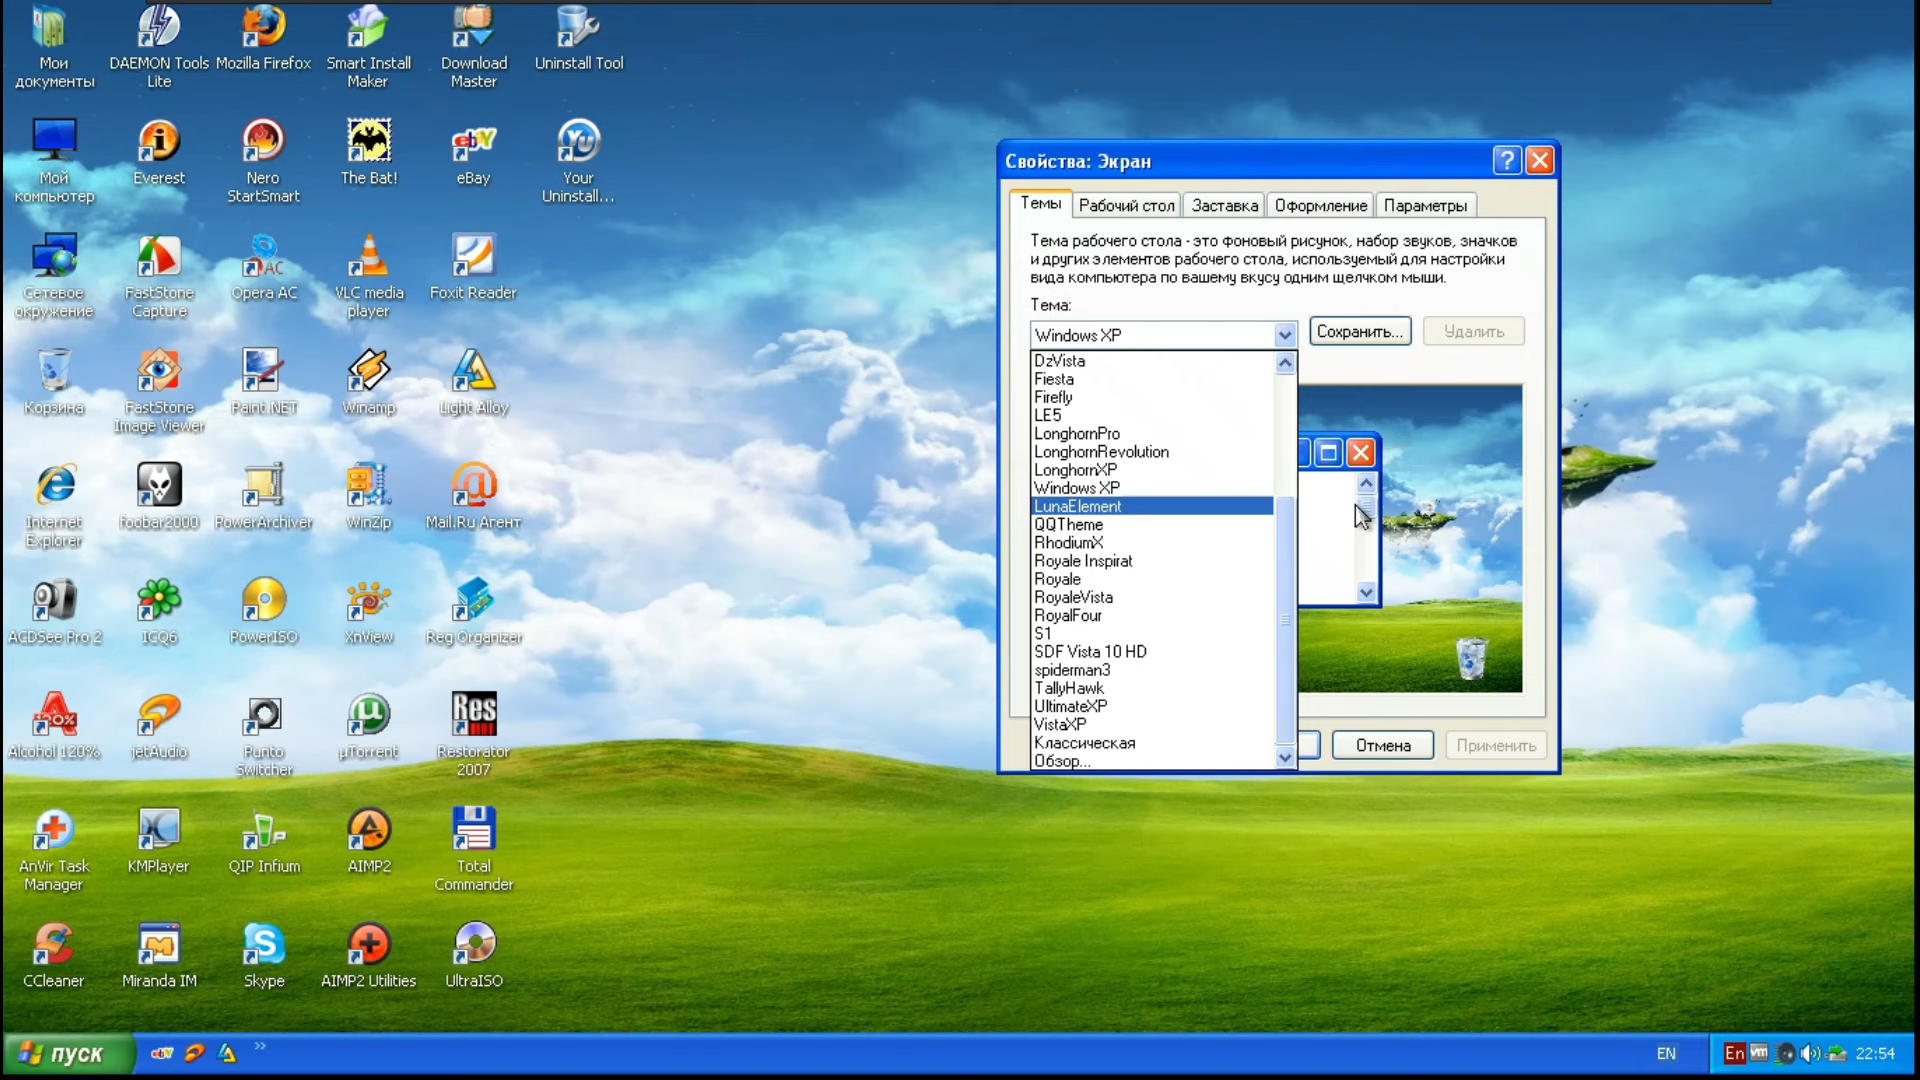 Мои
документы
DAEMON Tools
Lite
Mozilla Firefox
Smart Install
Maker
Download
Master
Uninstall Tool
Мой
компьютер
Everest
Nero
StartSmart
The Bat!
eBay
Your
Uninstall...
Сетевое
окружение
FastStone
Capture
Opera AC
VLC media
player
Foxit Reader
Корзина
FastStone
Image Viewer
Paint.NET
Winamp
Light Alloy
Internet
Explorer
foobar2000
PowerArchiver
WinZip
Mail.Ru Агент
ACDSee Pro 2
ICQ6
PowerISO
XnView
Reg Organizer
Alcohol 120%
jetAudio
Punto
Switcher
µTorrent
Res
Restorator
2007
AnVir Task
Manager
KMPlayer
QIP Infium
AIMP2
Total
Commander
CCleaner
Miranda IM
Skype
AIMP2 Utilities
UltraISO
Свойства: Экран
Темы
Рабочий стол
Заставка
Оформление
Параметры
Тема рабочего стола - это фоновый рисунок, набор звуков, значков
и других элементов рабочего стола, используемый для настройки
вида компьютера по вашему вкусу одним щелчком мыши.
Тема:
Windows XP
Сохранить...
Удалить
DzVista
Fiesta
Firefly
LE5
LonghornPro
LonghornRevolution
LonghornXP
Windows XP
LunaElement
QQTheme
RhodiumX
Royale Inspirat
Royale
RoyaleVista
RoyalFour
S1
SDF Vista 10 HD
spiderman3
TallyHawk
UltimateXP
VistaXP
Классическая
Обзор...
Отмена
Применить
пуск
ebY
EN
En
vm
22:54